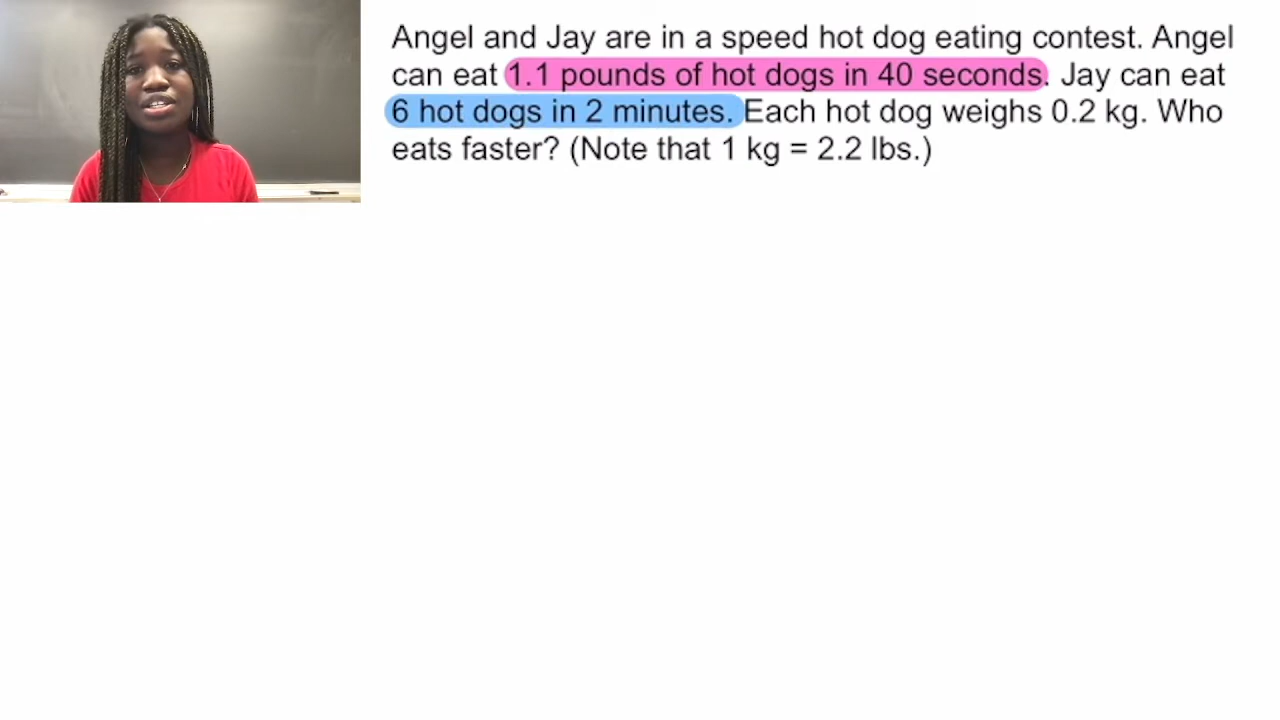 Angel and Jay are in a speed hot dog eating contest. Angel
can eat 1.1 pounds of hot dogs in 40 seconds. Jay can eat
6 hot dogs in 2 minutes. Each hot dog weighs 0.2 kg. Who
eats faster? (Note that 1 kg = 2.2 lbs.)